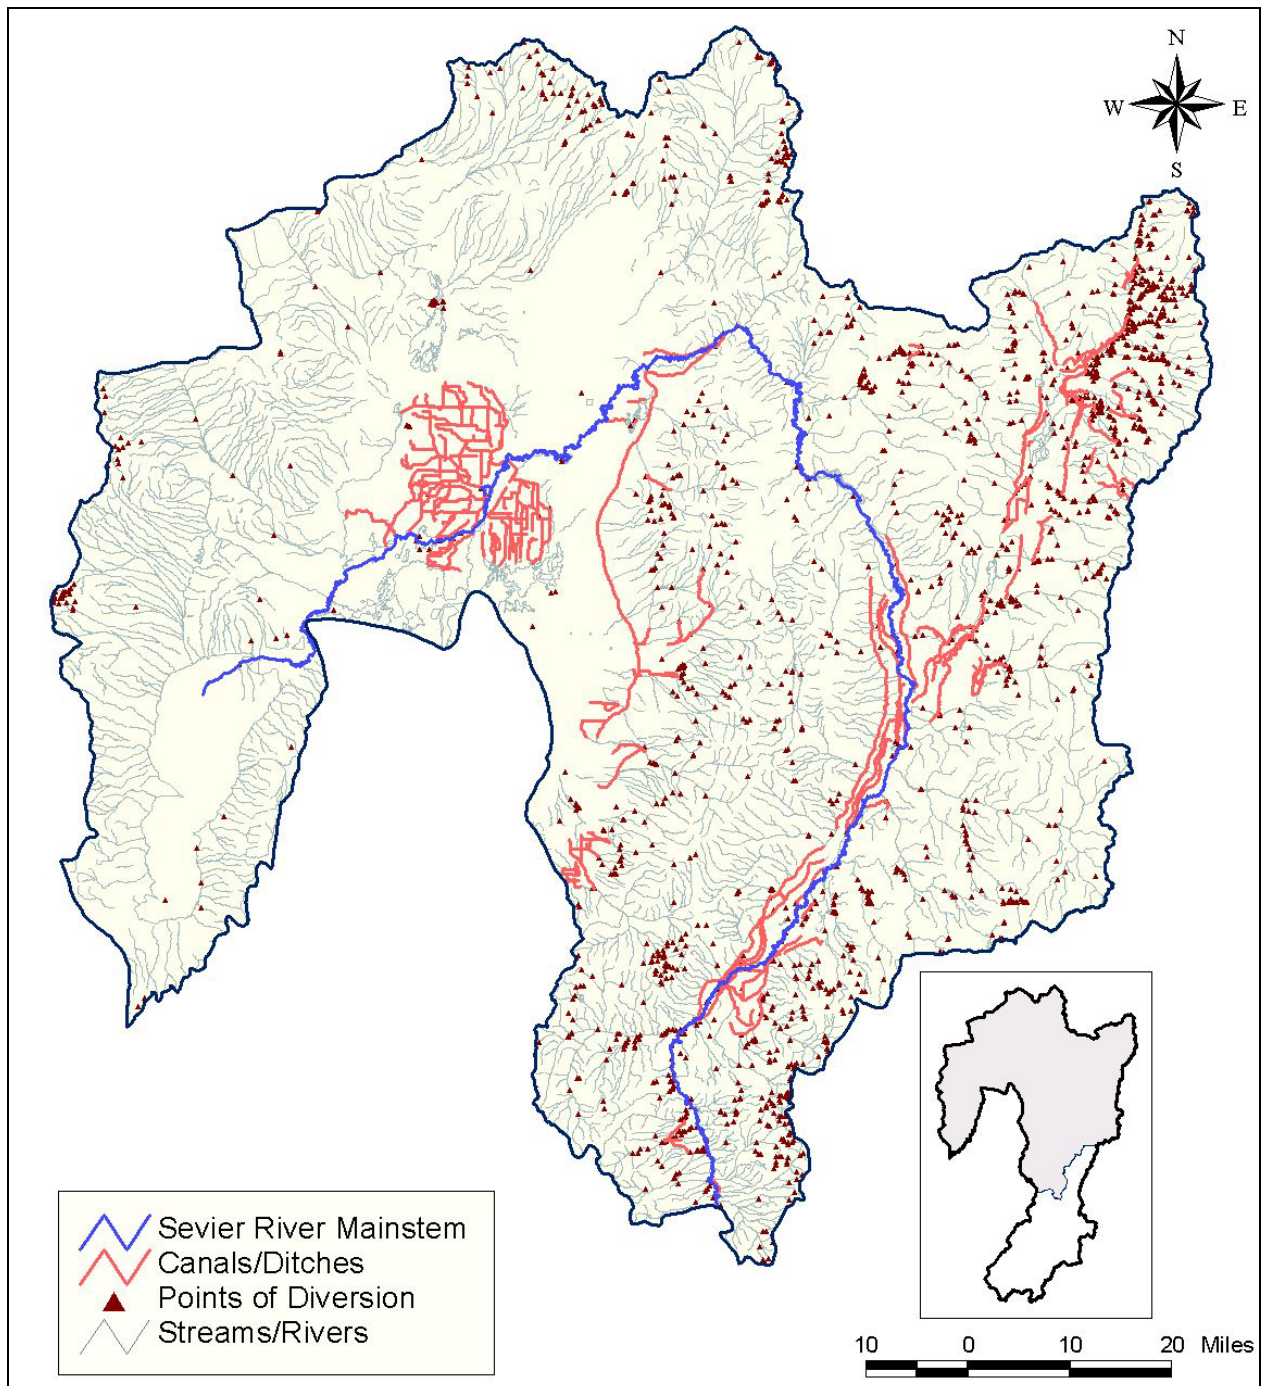 N
W E
S
Sevier River Mainstem
Canals/Ditches
Points of Diversion
Streams/Rivers
10 0 10 20 Miles